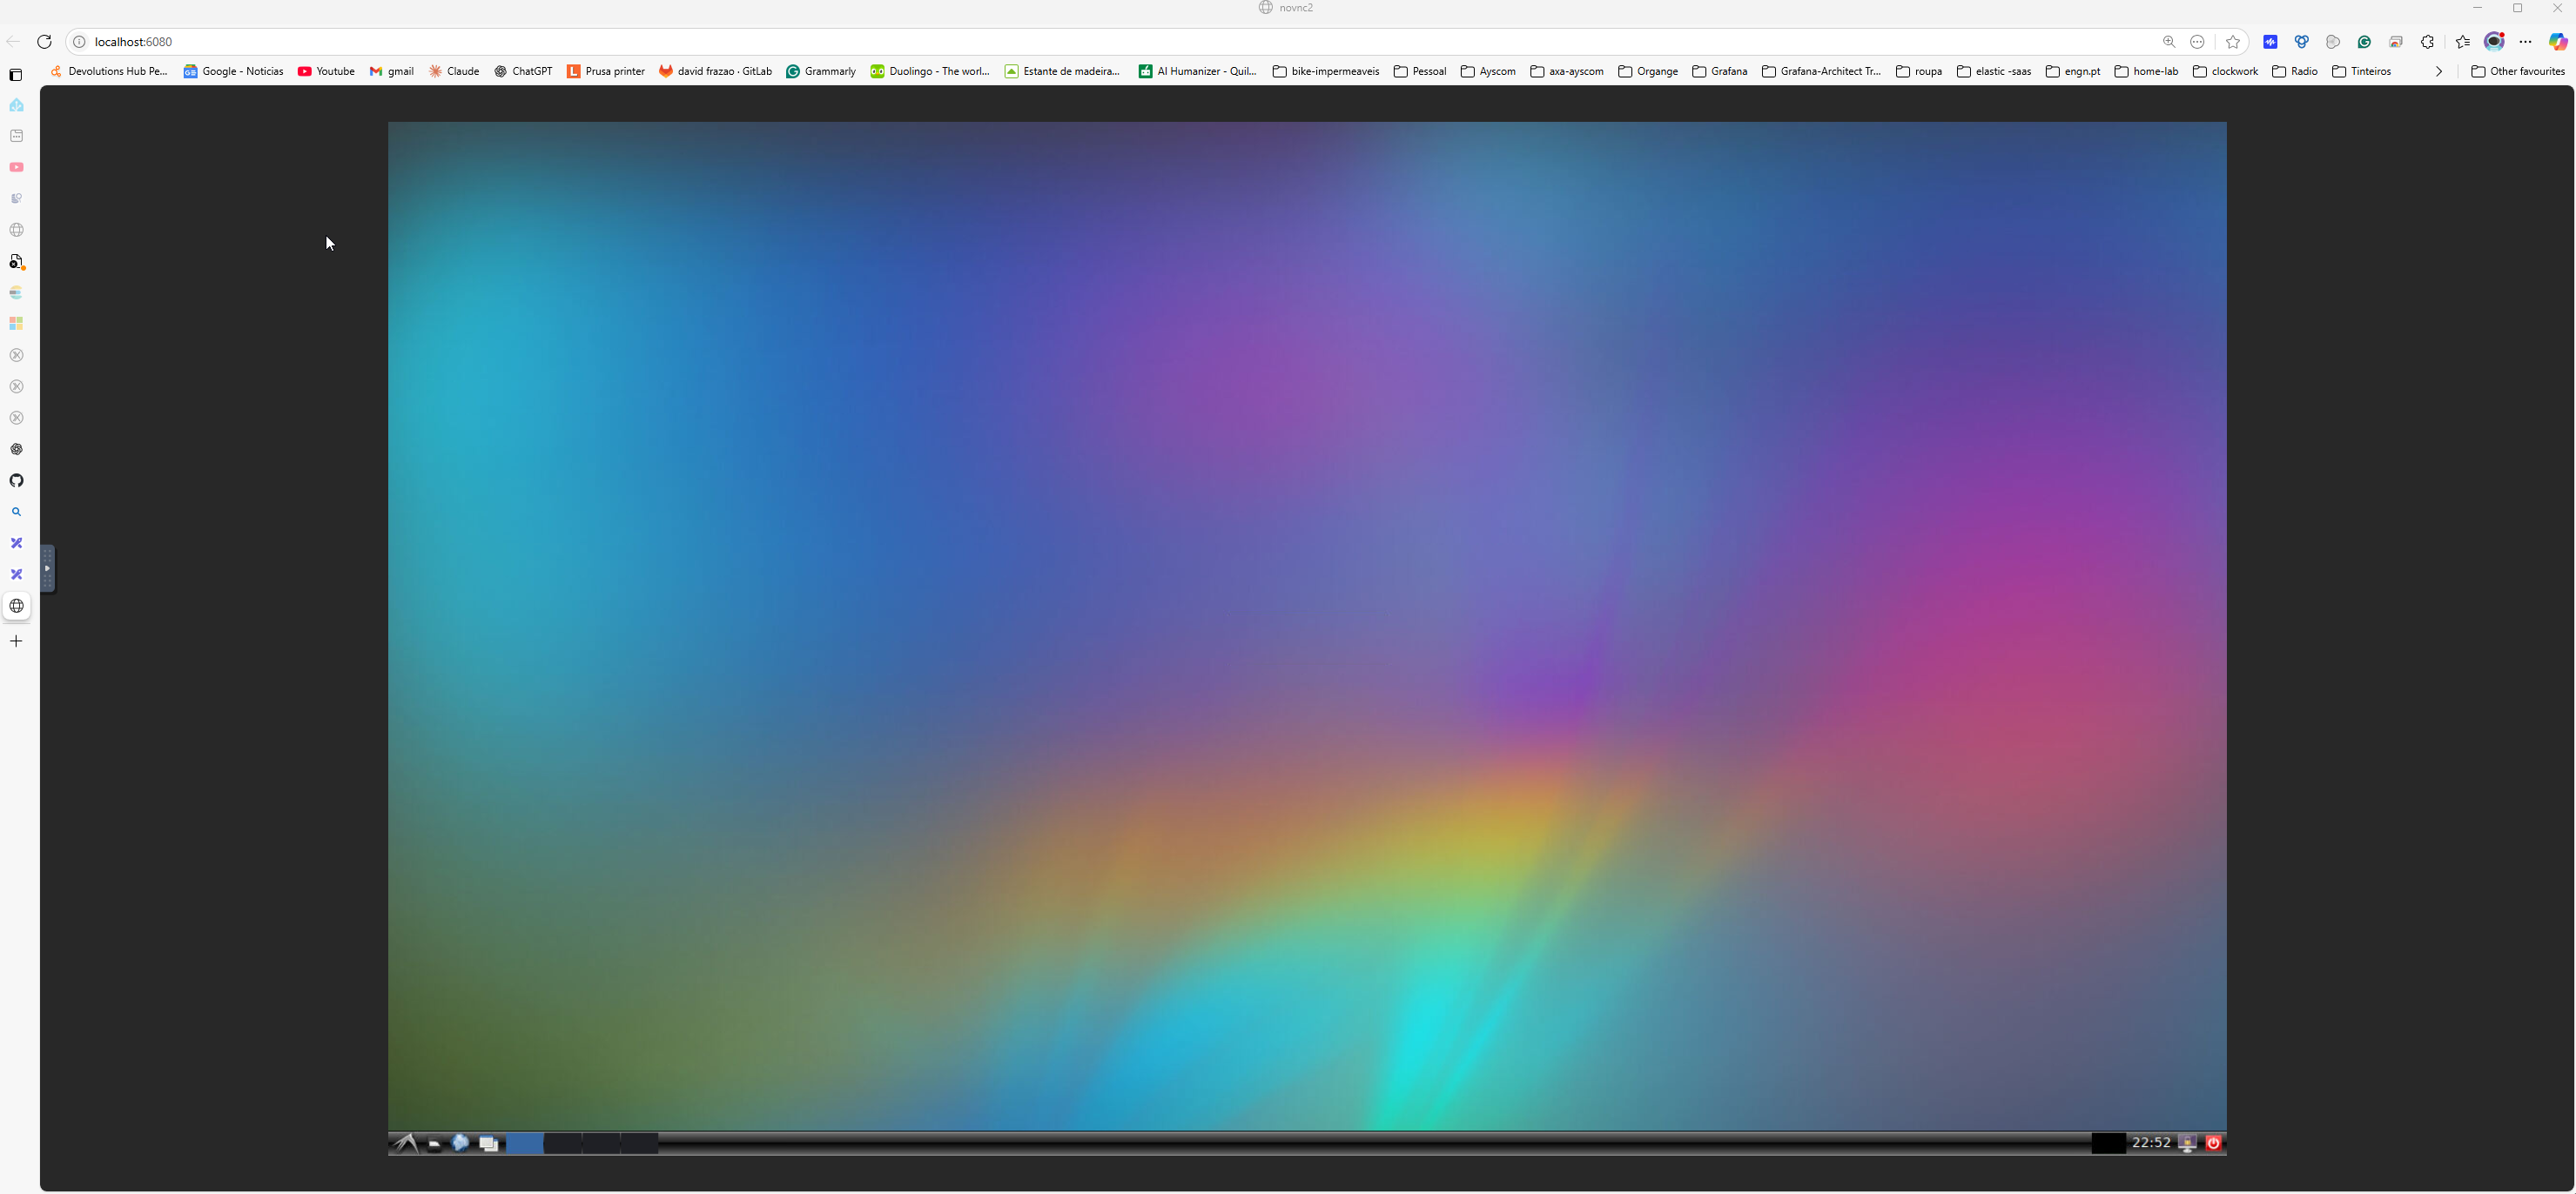 novnc2
localhost:6080
Devolutions Hub Pe... Google - Noticias Youtube gmail Claude ChatGPT Prusa printer david frazao · GitLab Grammarly Duolingo - The worl... Estante de madeira... AI Humanizer - Quil... bike-impermeaveis Pessoal Ayscom axa-ayscom Organge Grafana Grafana-Architect Tr... roupa elastic -saas engn.pt home-lab clockwork Radio Tinteiros Other favourites
22:52